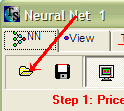 Neural Net 1
NN View
Step 1: Price